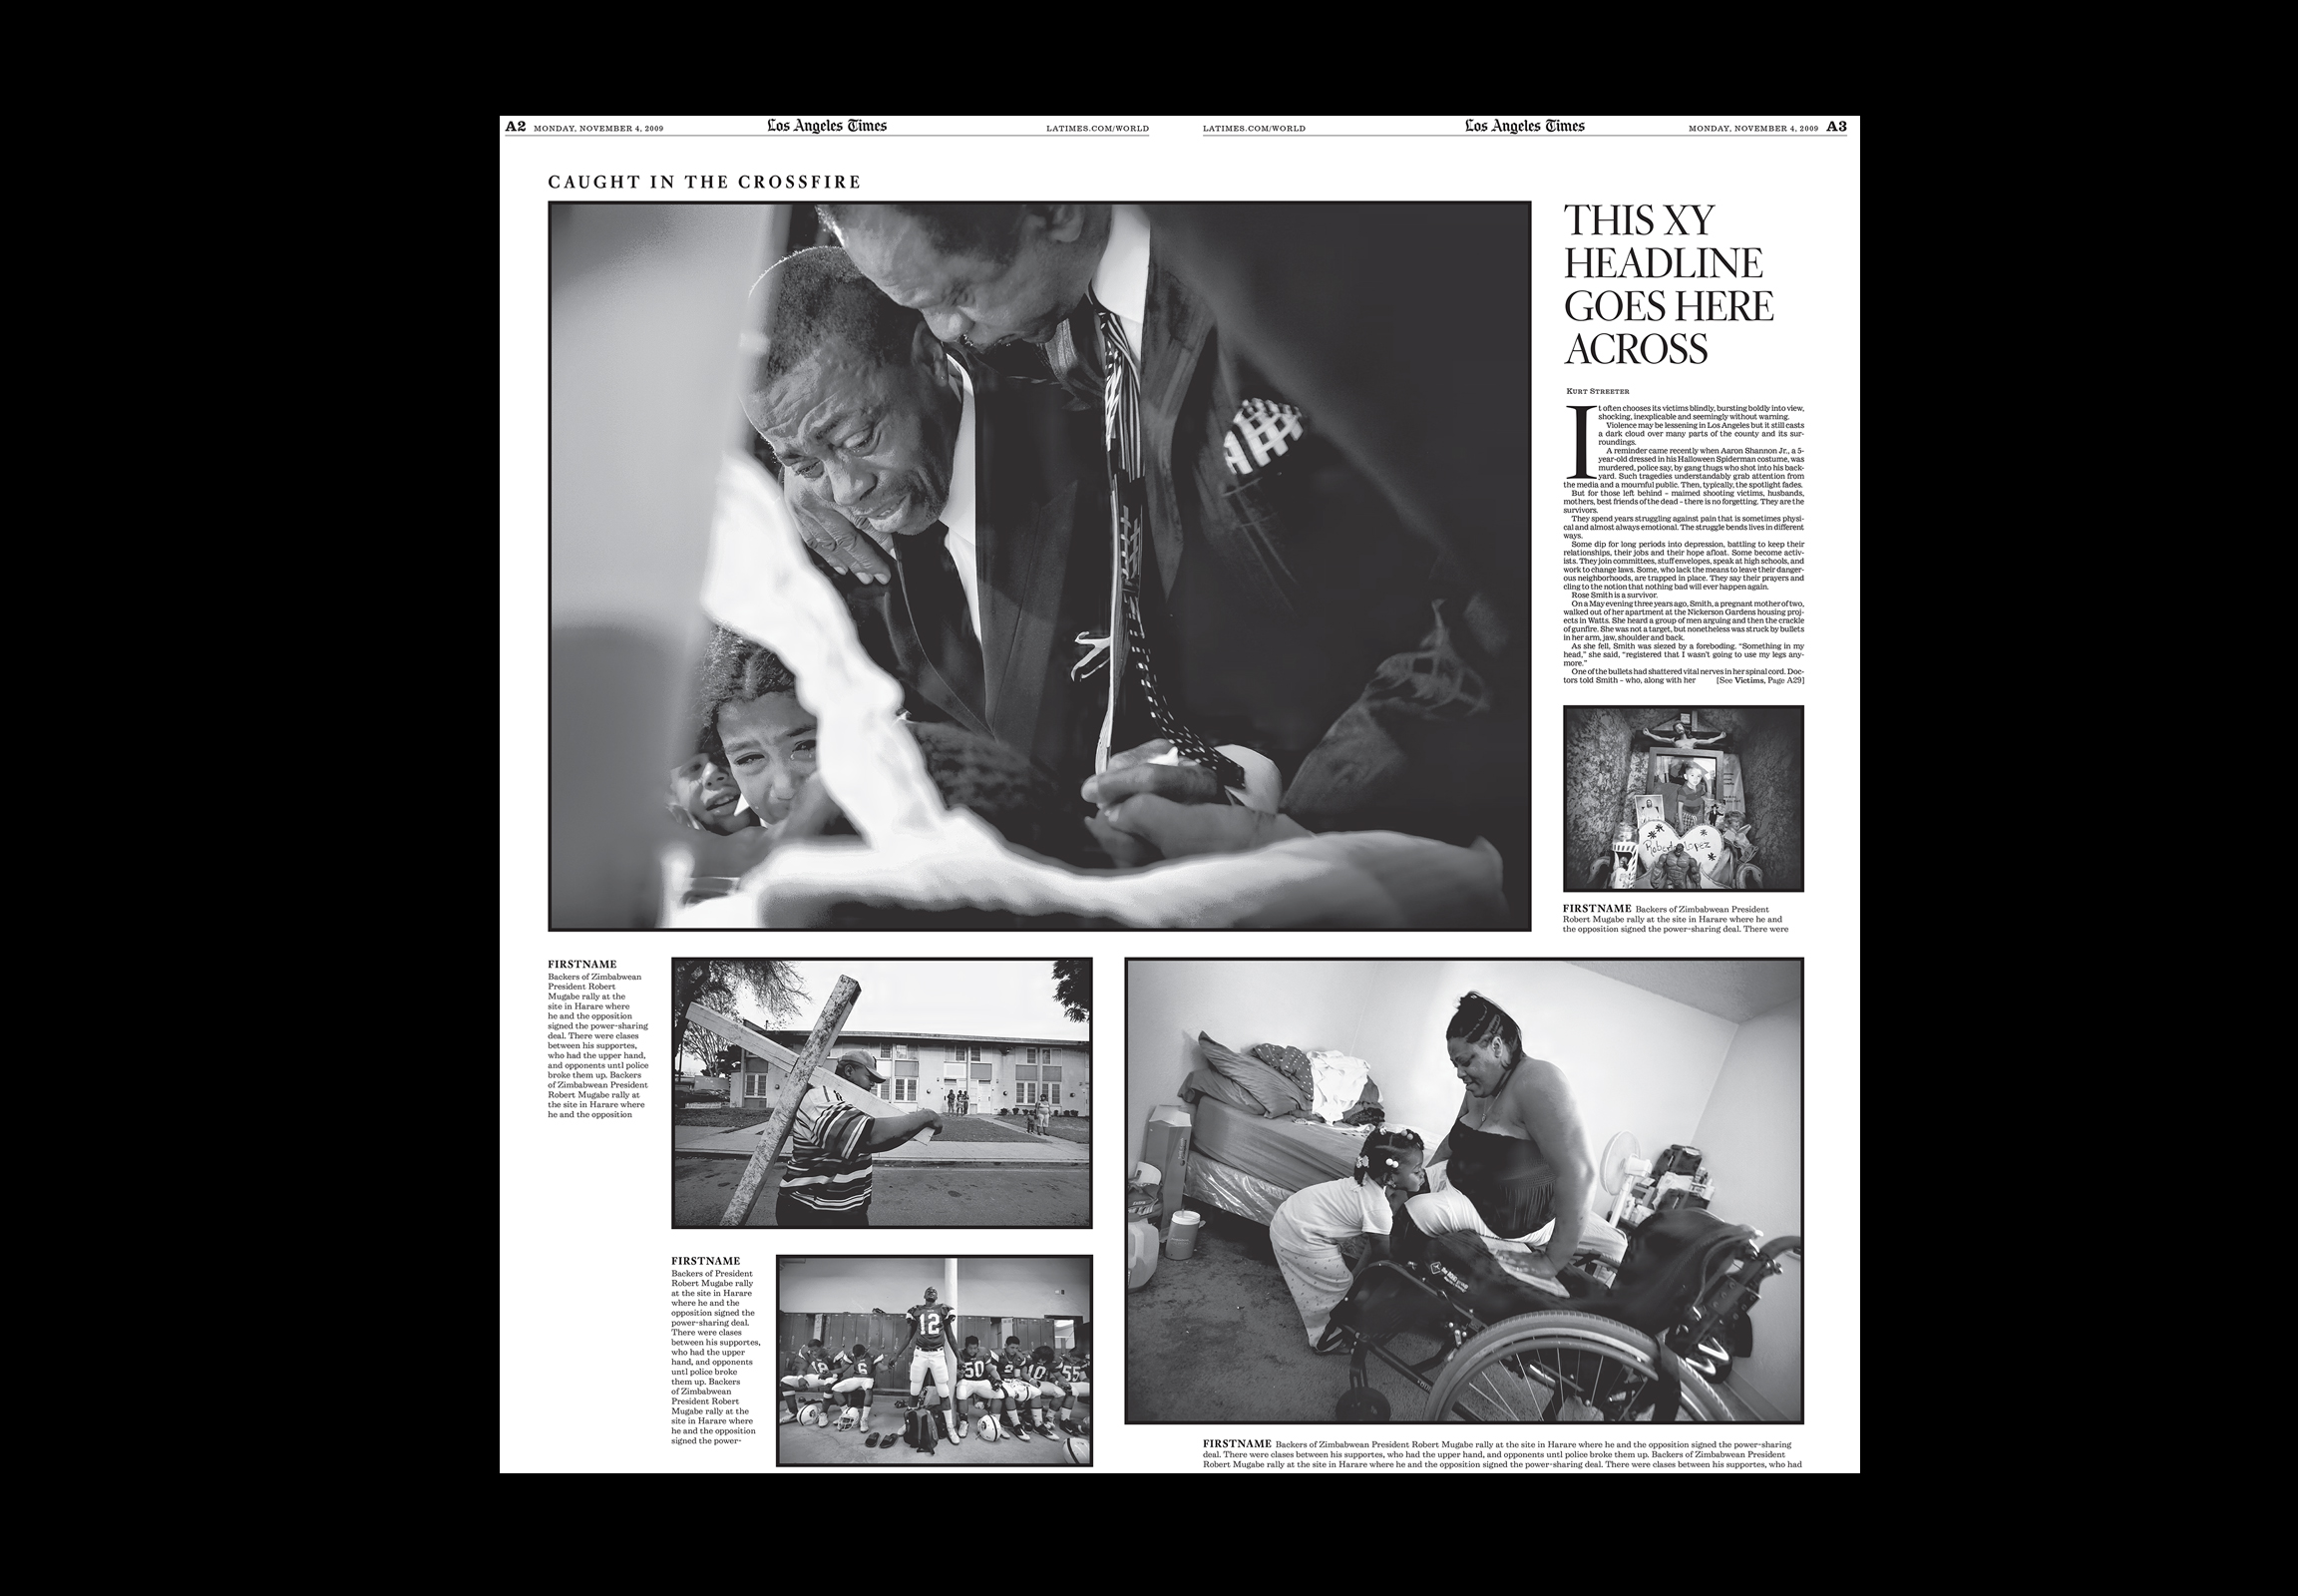 A2 MONDAY, NOVEMBER 4, 2009 Los Angeles Times LATIMES.COM/WORLD
LATIMES.COM/WORLD Los Angeles Times MONDAY, NOVEMBER 4, 2009 A3
CAUGHT IN THE CROSSFIRE
THIS XY
HEADLINE
GOES HERE
ACROSS
KURT STREETER
It often chooses its victims blindly, bursting boldly into view,
shocking, inexplicable and seemingly without warning.
Violence may be lessening in Los Angeles but it still casts
a dark cloud over many parts of the county and its sur-
roundings.
A reminder came recently when Aaron Shannon Jr., a 5-
year-old dressed in his Halloween Spiderman costume, was
murdered, police say, by gang thugs who shot into his back-
yard. Such tragedies understandably grab attention from
the media and a mournful public. Then, typically, the spotlight fades.
But for those left behind – maimed shooting victims, husbands,
mothers, best friends of the dead – there is no forgetting. They are the
survivors.
They spend years struggling against pain that is sometimes physi-
cal and almost always emotional. The struggle bends lives in different
ways.
Some dip for long periods into depression, battling to keep their
relationships, their jobs and their hope afloat. Some become activ-
ists. They join committees, stuff envelopes, speak at high schools, and
work to change laws. Some, who lack the means to leave their danger-
ous neighborhoods, are trapped in place. They say their prayers and
cling to the notion that nothing bad will ever happen again.
Rose Smith is a survivor.
On a May evening three years ago, Smith, a pregnant mother of two,
walked out of her apartment at the Nickerson Gardens housing proj-
ects in Watts. She heard a group of men arguing and then the crackle
of gunfire. She was not a target, but nonetheless was struck by bullets
in her arm, jaw, shoulder and back.
As she fell, Smith was siezed by a foreboding. “Something in my
head,” she said, “registered that I wasn’t going to use my legs any-
more.”
One of the bullets had shattered vital nerves in her spinal cord. Doc-
tors told Smith – who, along with her [See Victims, Page A29]
Robert Lopez
FIRSTNAME Backers of Zimbabwean President
Robert Mugabe rally at the site in Harare where he and
the opposition signed the power-sharing deal. There were
FIRSTNAME
Backers of Zimbabwean
President Robert
Mugabe rally at the
site in Harare where
he and the opposition
signed the power-sharing
deal. There were clases
between his supportes,
who had the upper hand,
and opponents untl police
broke them up. Backers
of Zimbabwean President
Robert Mugabe rally at
the site in Harare where
he and the opposition
FIRSTNAME
Backers of President
Robert Mugabe rally
at the site in Harare
where he and the
opposition signed the
power-sharing deal.
There were clases
between his supportes,
who had the upper
hand, and opponents
untl police broke
them up. Backers
of Zimbabwean
President Robert
Mugabe rally at the
site in Harare where
he and the opposition
signed the power-
12
18 6 50 2 10 55
FIRSTNAME Backers of Zimbabwean President Robert Mugabe rally at the site in Harare where he and the opposition signed the power-sharing
deal. There were clases between his supportes, who had the upper hand, and opponents untl police broke them up. Backers of Zimbabwean President
Robert Mugabe rally at the site in Harare where he and the opposition signed the power-sharing deal. There were clases between his supportes, who had